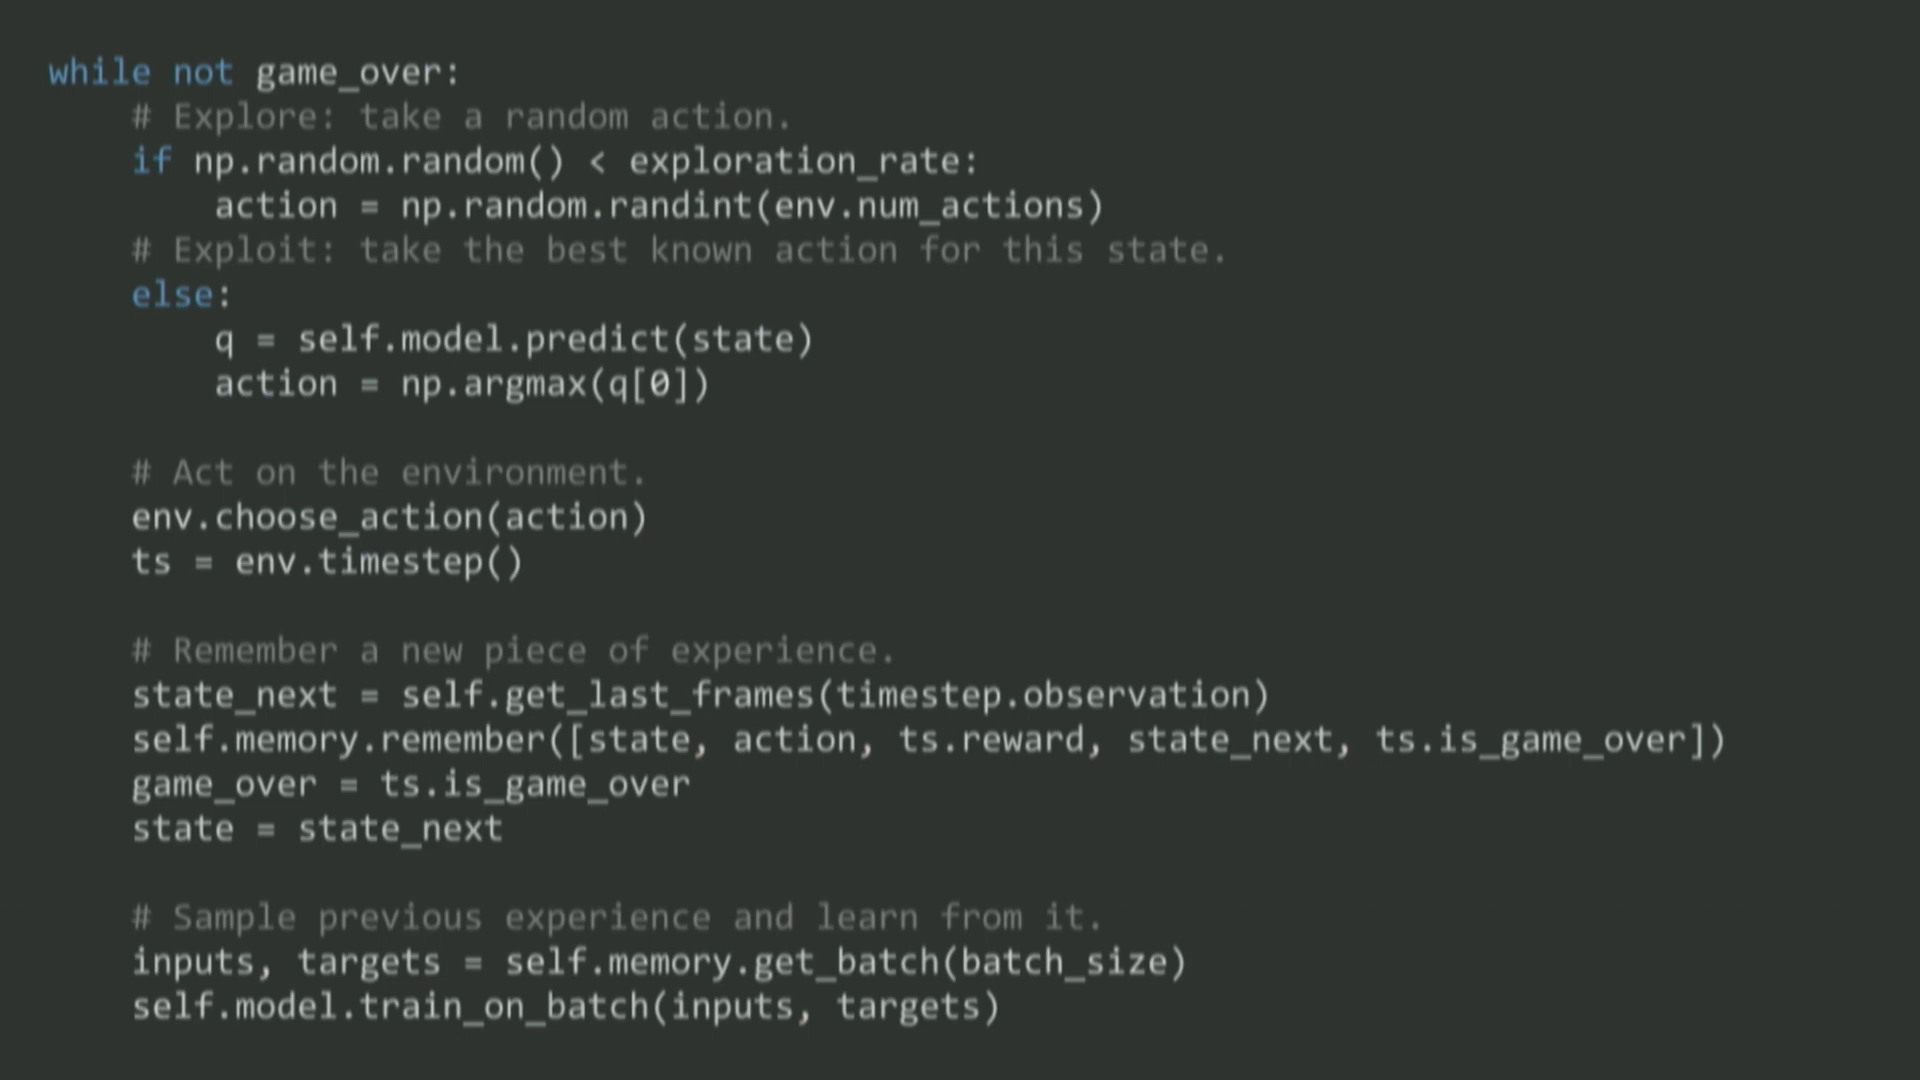 while not game_over:
    # Explore: take a random action.
    if np.random.random() < exploration_rate:
        action = np.random.randint(env.num_actions)
    # Exploit: take the best known action for this state.
    else:
        q = self.model.predict(state)
        action = np.argmax(q[0])

    # Act on the environment.
    env.choose_action(action)
    ts = env.timestep()

    # Remember a new piece of experience.
    state_next = self.get_last_frames(timestep.observation)
    self.memory.remember([state, action, ts.reward, state_next, ts.is_game_over])
    game_over = ts.is_game_over
    state = state_next

    # Sample previous experience and learn from it.
    inputs, targets = self.memory.get_batch(batch_size)
    self.model.train_on_batch(inputs, targets)